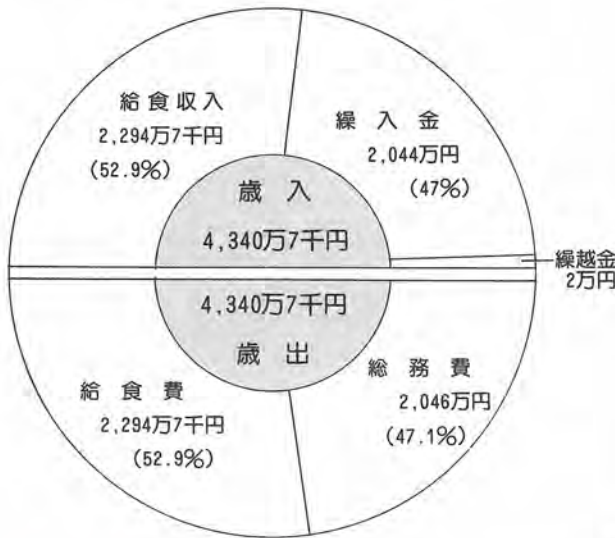 給食収入
2,294万7千円
(52.9%)
繰入金
2,044万円
(47%)
歳入
4,340万7千円
繰越金
2万円
4,340万7千円
歳出
給食費
2,294万7千円
(52.9%)
総務費
2,046万円
(47.1%)